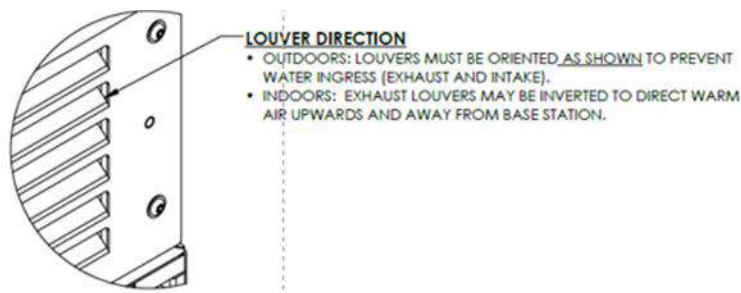 LOUVER DIRECTION
• OUTDOORS: LOUVERS MUST BE ORIENTED AS SHOWN TO PREVENT
WATER INGRESS (EXHAUST AND INTAKE).
• INDOORS: EXHAUST LOUVERS MAY BE INVERTED TO DIRECT WARM
AIR UPWARDS AND AWAY FROM BASE STATION.